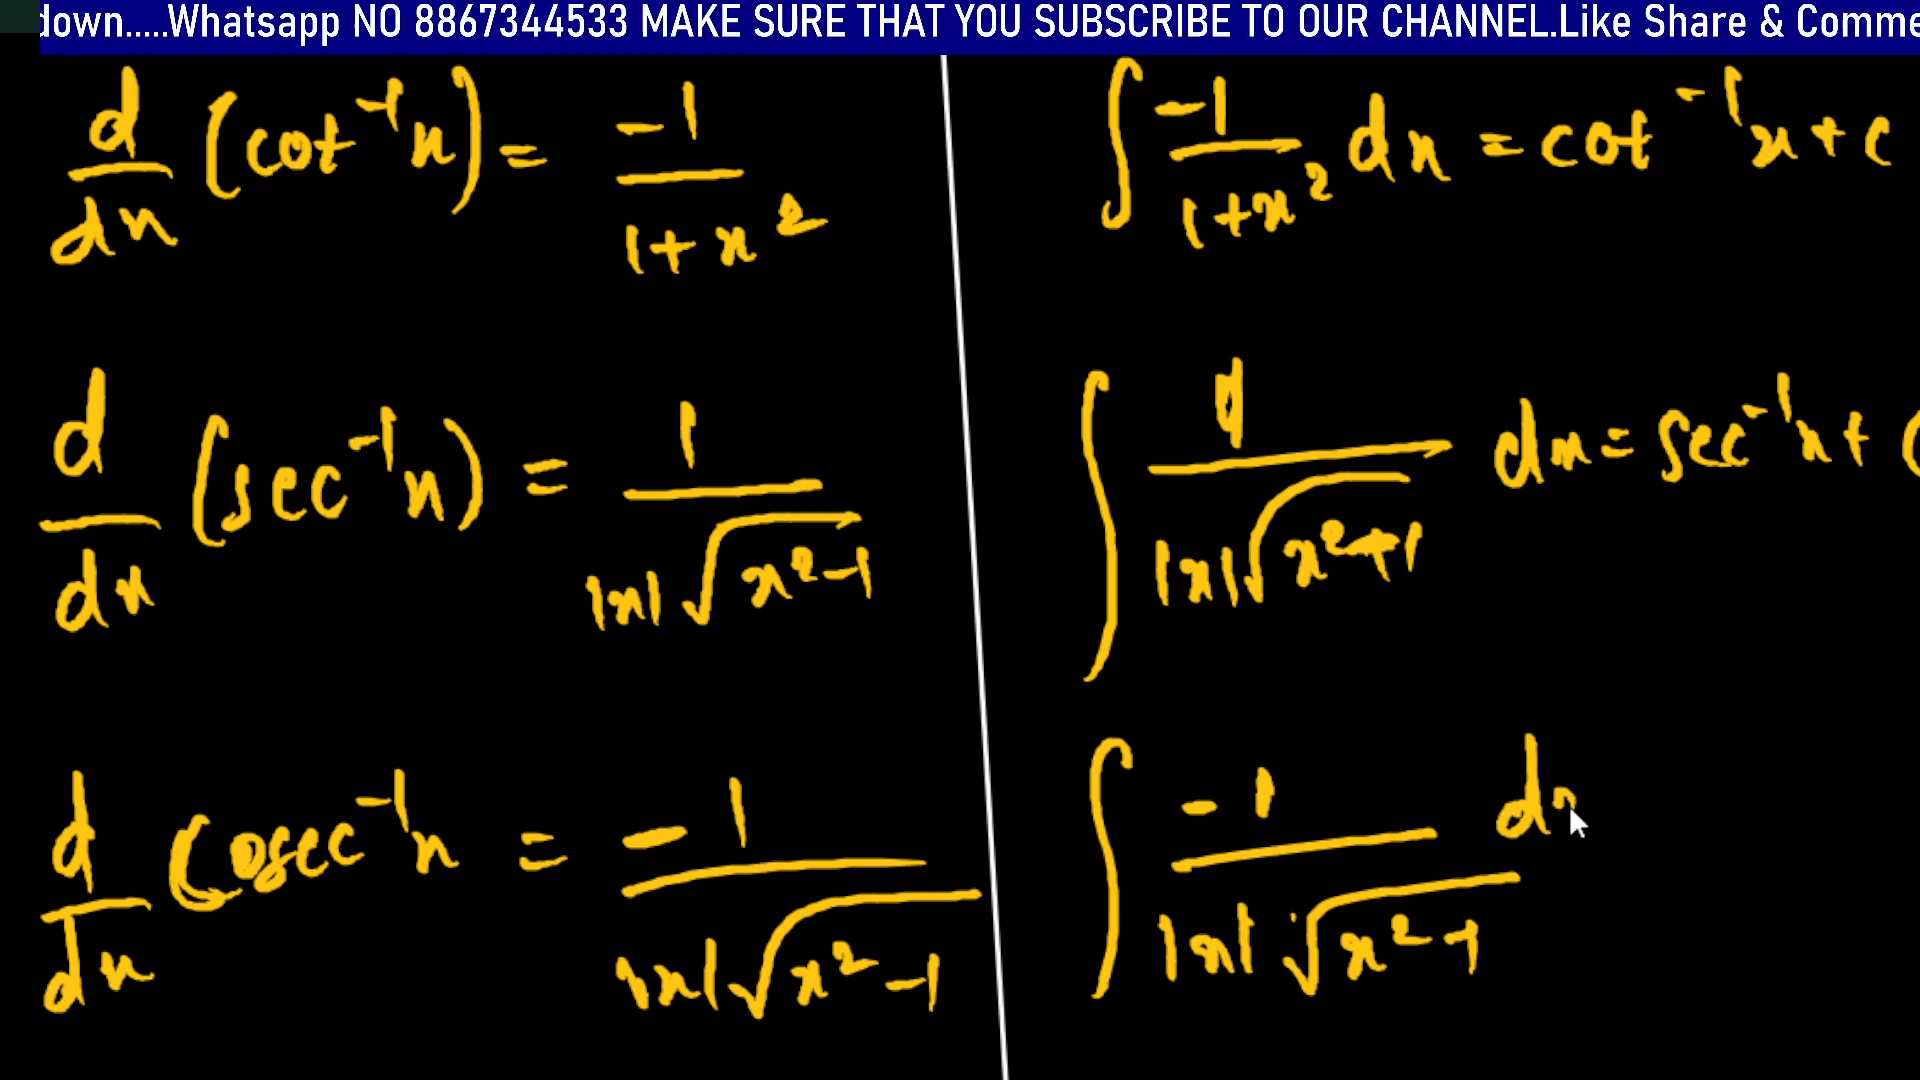 down.....Whatsapp NO 8867344533 MAKE SURE THAT YOU SUBSCRIBE TO OUR CHANNEL.Like Share & Comme
d/dx (cot⁻¹x) = -1/(1+x²)
∫ -1/(1+x²) dx = cot⁻¹x + c
d/dx (sec⁻¹x) = 1/(|x|√(x²-1))
∫ 1/(|x|√(x²+1)) dx = sec⁻¹x + c
d/dx cosec⁻¹x = -1/(|x|√(x²-1))
∫ -1/(|x|√(x²-1)) dx